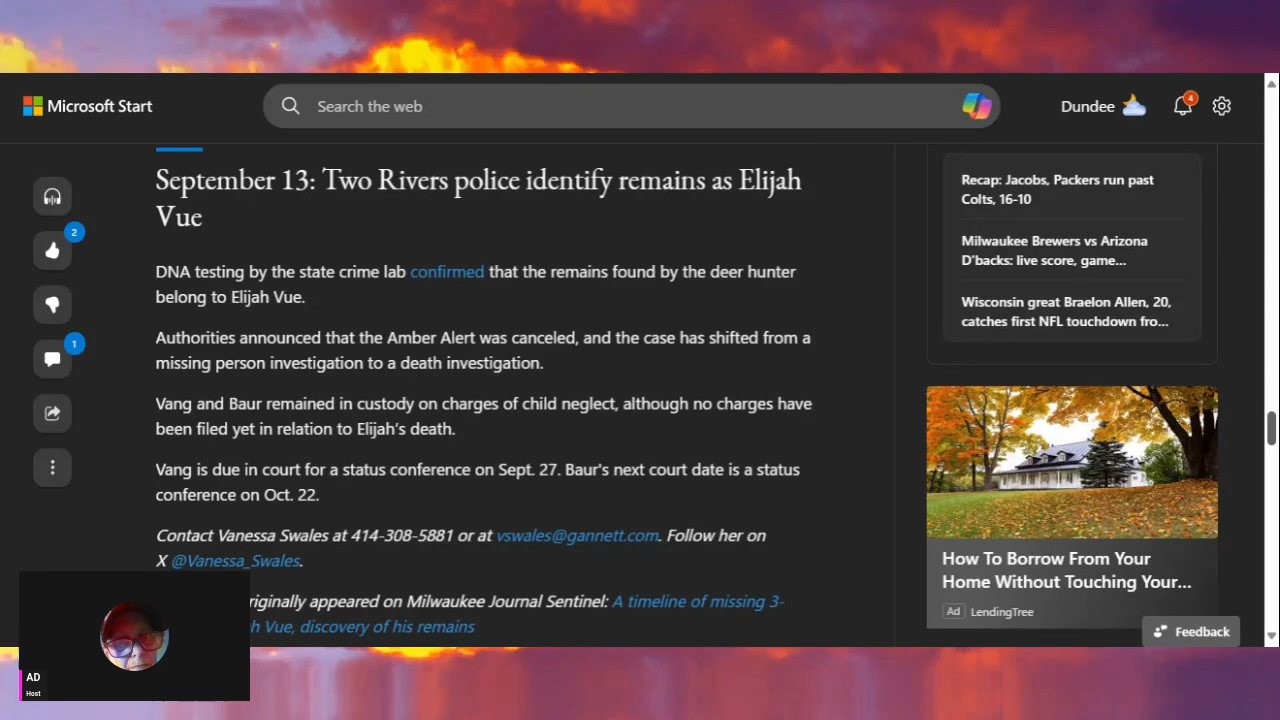 Microsoft Start
Search the web
Dundee
4
September 13: Two Rivers police identify remains as Elijah
Vue
2
DNA testing by the state crime lab confirmed that the remains found by the deer hunter
belong to Elijah Vue.
Authorities announced that the Amber Alert was canceled, and the case has shifted from a
missing person investigation to a death investigation.
1
Vang and Baur remained in custody on charges of child neglect, although no charges have
been filed yet in relation to Elijah's death.
Vang is due in court for a status conference on Sept. 27. Baur's next court date is a status
conference on Oct. 22.
Contact Vanessa Swales at 414-308-5881 or at vswales@gannett.com. Follow her on
X @Vanessa_Swales.
originally appeared on Milwaukee Journal Sentinel: A timeline of missing 3-
Vue, discovery of his remains
Recap: Jacobs, Packers run past
Colts, 16-10
Milwaukee Brewers vs Arizona
D'backs: live score, game...
Wisconsin great Braelon Allen, 20,
catches first NFL touchdown fro...
How To Borrow From Your
Home Without Touching Your...
Ad LendingTree
Feedback
AD
Host